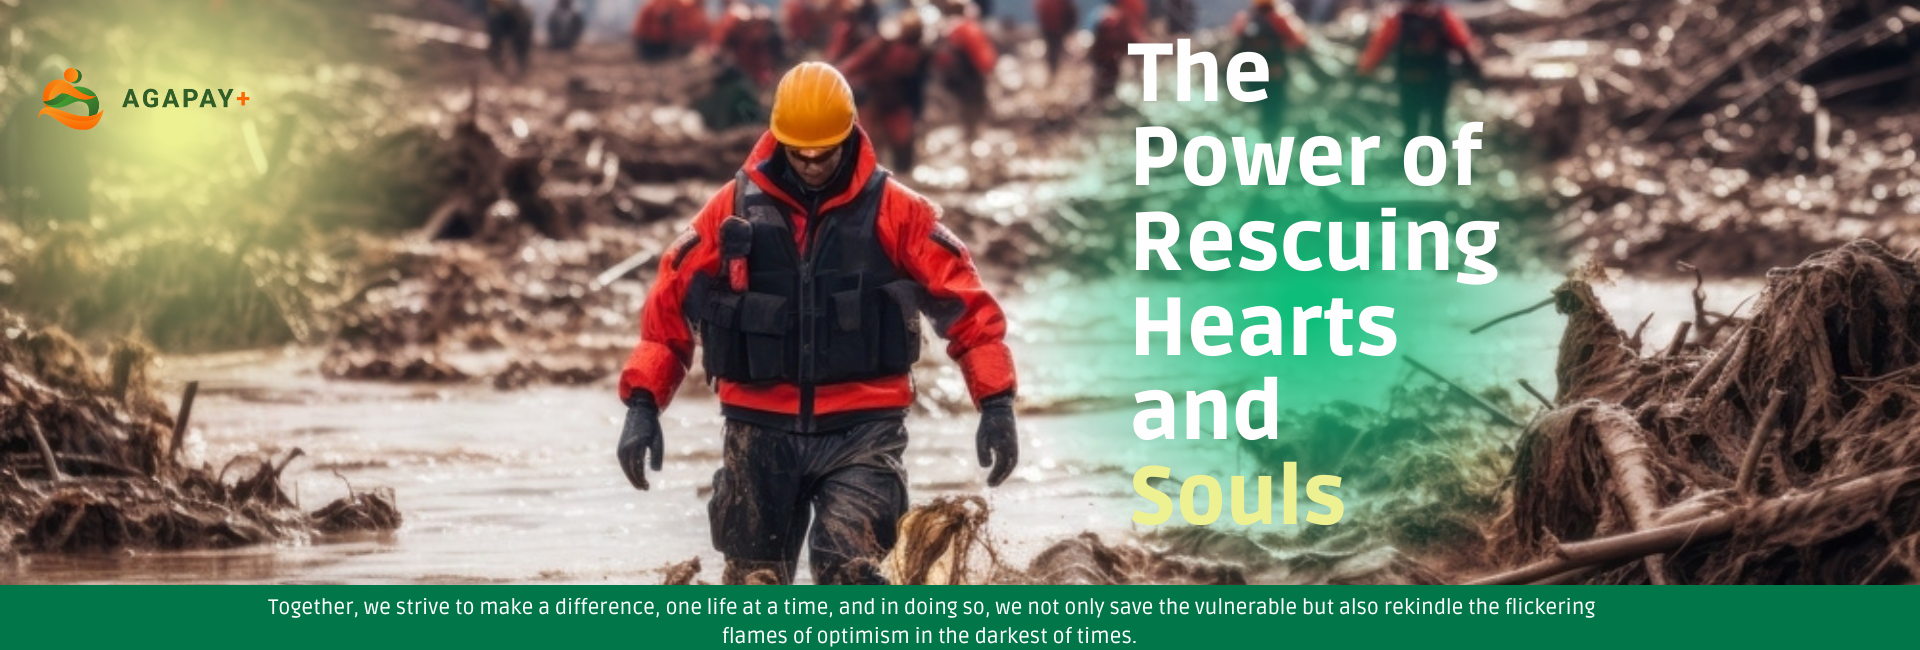 AGAPAY+
The
Power of
Rescuing
Hearts
and
Souls
Together, we strive to make a difference, one life at a time, and in doing so, we not only save the vulnerable but also rekindle the flickering
flames of optimism in the darkest of times.